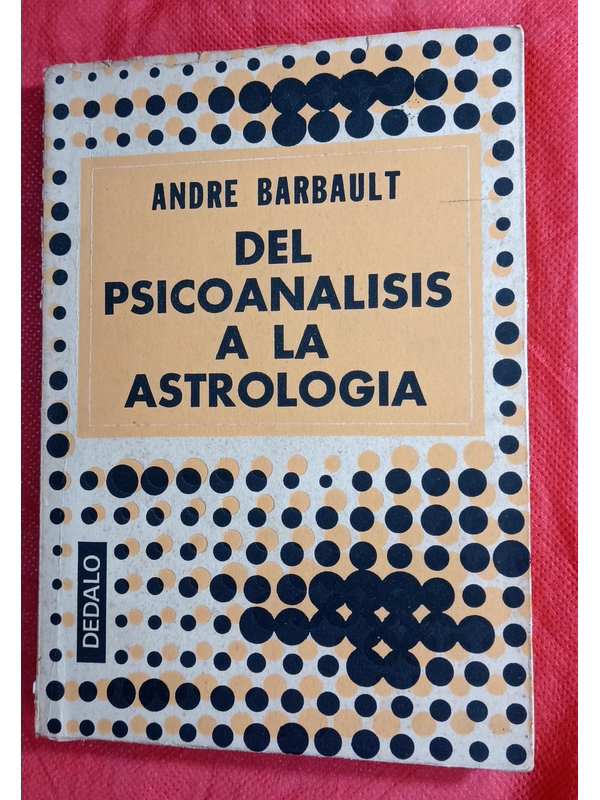 ANDRE BARBAULT
DEL
PSICOANALISIS
A LA
ASTROLOGIA
DEDALO